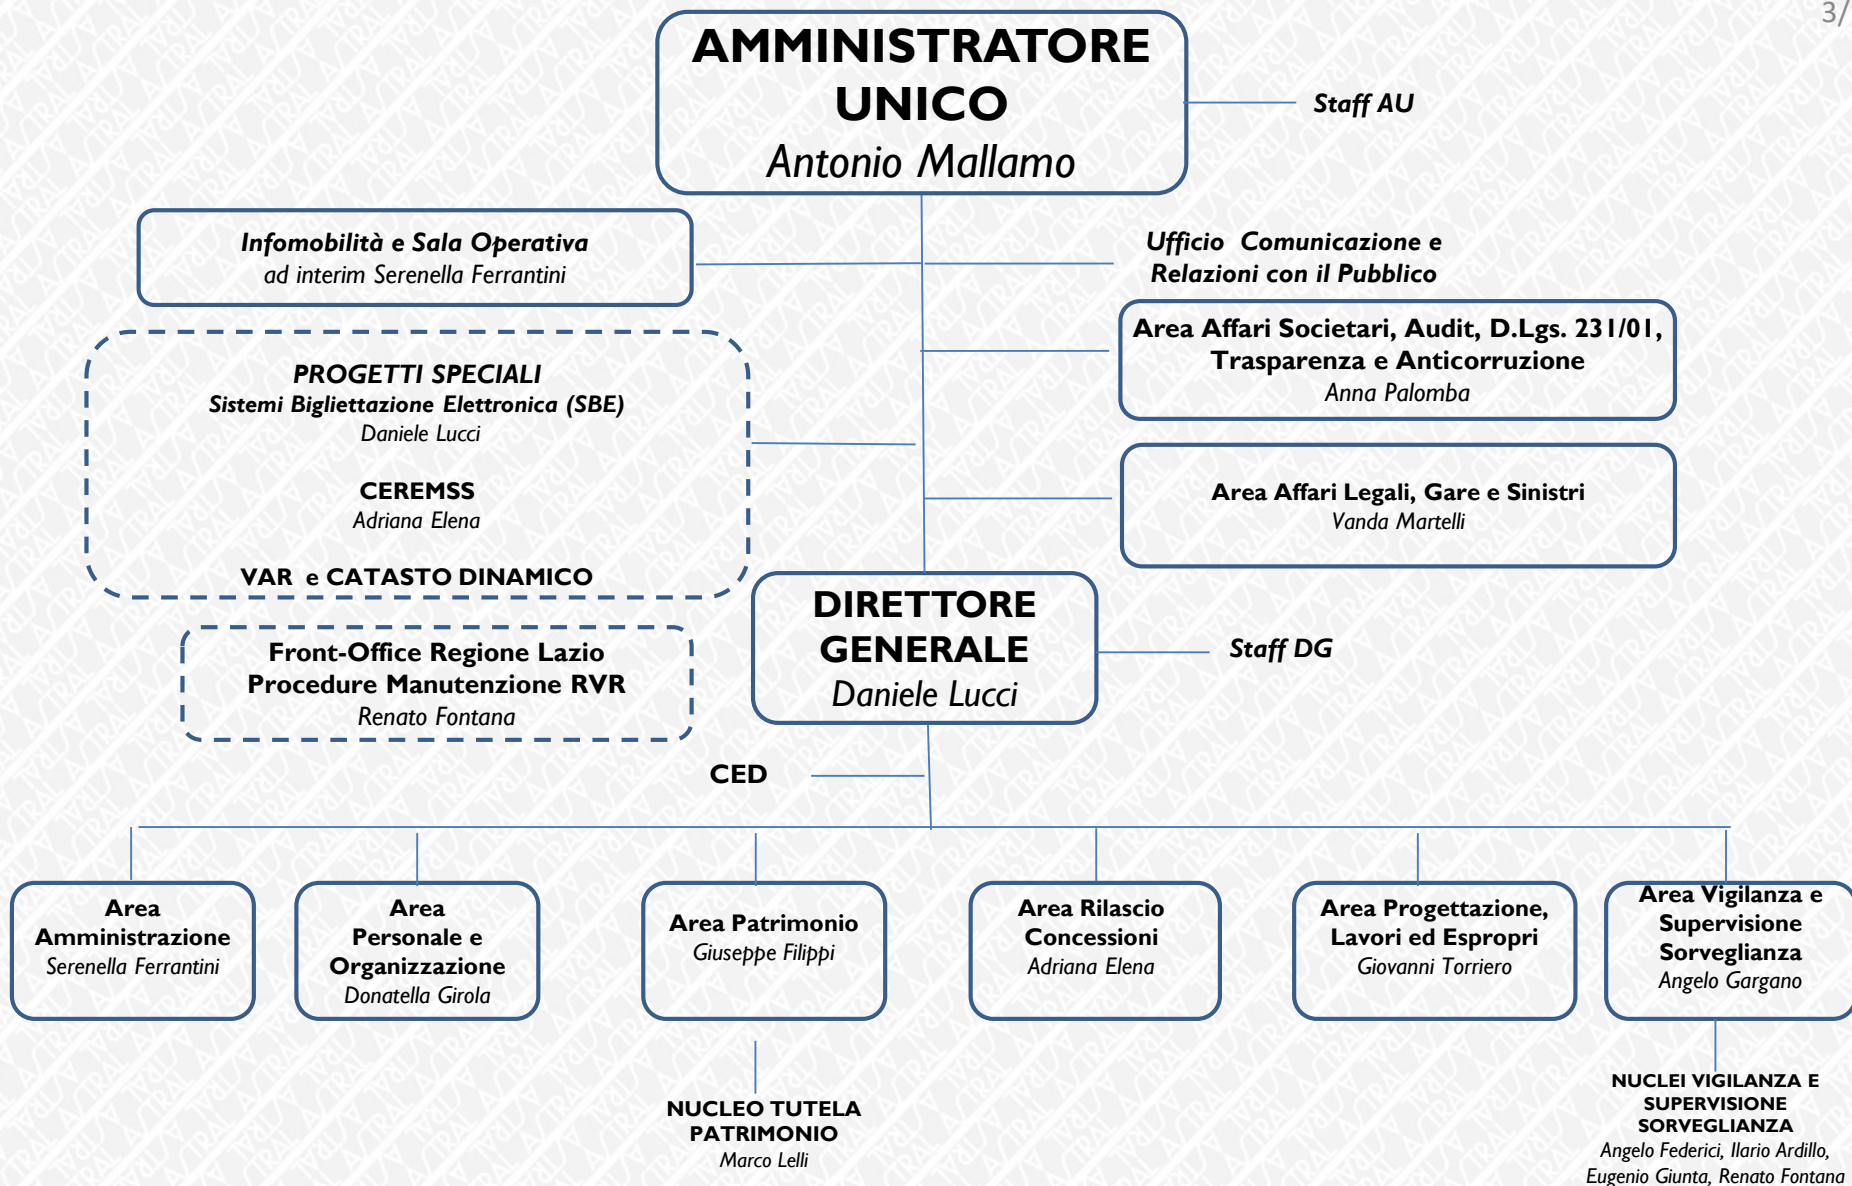 3/
AMMINISTRATORE
UNICO
Antonio Mallamo
Staff AU
Infomobilità e Sala Operativa
ad interim Serenella Ferrantini
Ufficio Comunicazione e
Relazioni con il Pubblico
Area Affari Societari, Audit, D.Lgs. 231/01,
Trasparenza e Anticorruzione
Anna Palomba
PROGETTI SPECIALI
Sistemi Bigliettazione Elettronica (SBE)
Daniele Lucci
CEREMSS
Adriana Elena
VAR e CATASTO DINAMICO
Area Affari Legali, Gare e Sinistri
Vanda Martelli
Front-Office Regione Lazio
Procedure Manutenzione RVR
Renato Fontana
DIRETTORE
GENERALE
Daniele Lucci
Staff DG
CED
Area
Amministrazione
Serenella Ferrantini
Area
Personale e
Organizzazione
Donatella Girola
Area Patrimonio
Giuseppe Filippi
Area Rilascio
Concessioni
Adriana Elena
Area Progettazione,
Lavori ed Espropri
Giovanni Torriero
Area Vigilanza e
Supervisione
Sorveglianza
Angelo Gargano
NUCLEO TUTELA
PATRIMONIO
Marco Lelli
NUCLEI VIGILANZA E
SUPERVISIONE
SORVEGLIANZA
Angelo Federici, Ilario Ardillo,
Eugenio Giunta, Renato Fontana